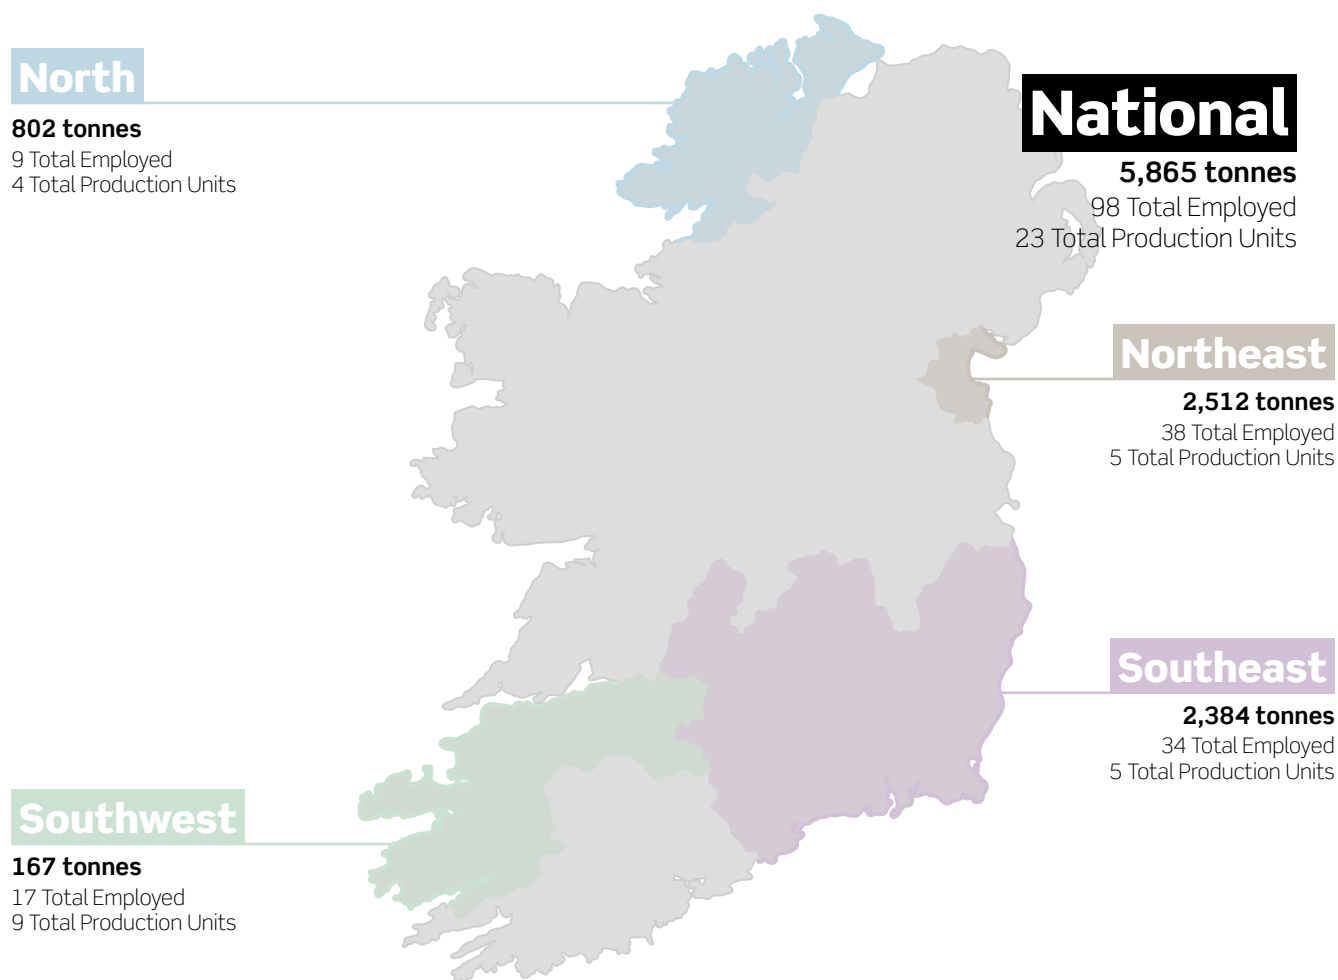 North
802 tonnes
9 Total Employed
4 Total Production Units
National
5,865 tonnes
98 Total Employed
23 Total Production Units
Northeast
2,512 tonnes
38 Total Employed
5 Total Production Units
Southeast
2,384 tonnes
34 Total Employed
5 Total Production Units
Southwest
167 tonnes
17 Total Employed
9 Total Production Units